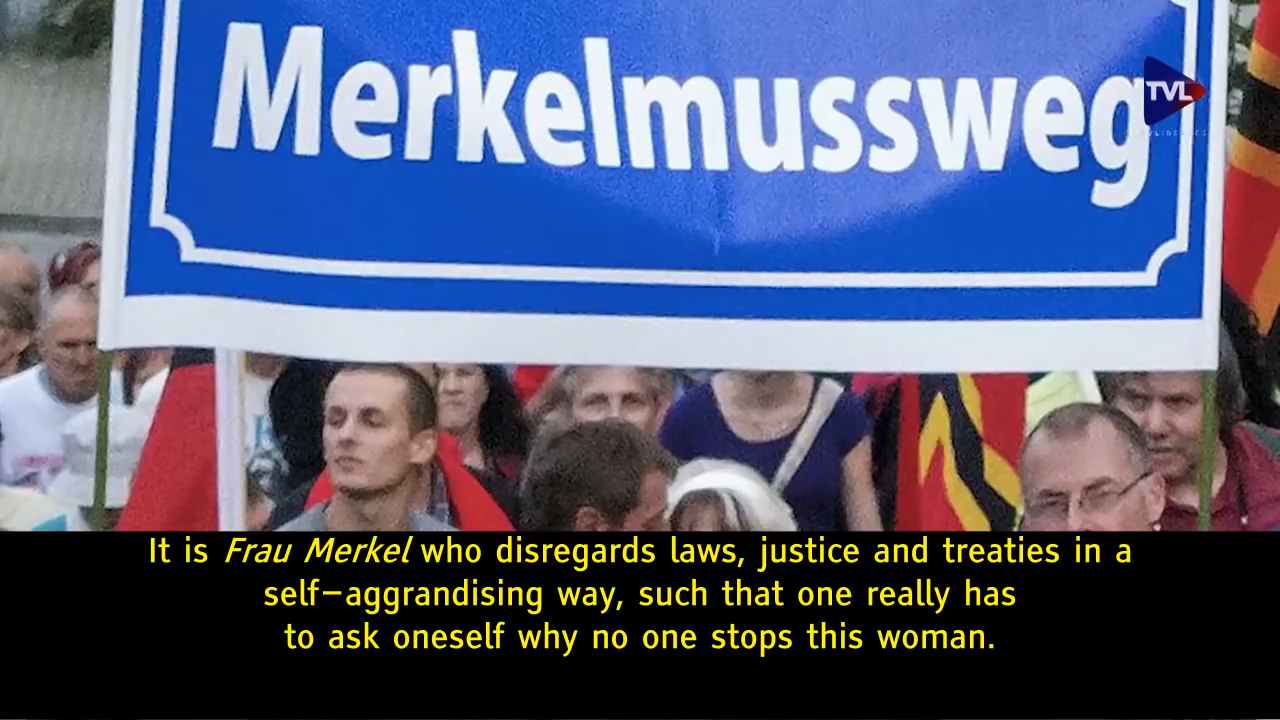 Merkelmussweg
TVL
It is Frau Merkel who disregards laws, justice and treaties in a
self-aggrandising way, such that one really has
to ask oneself why no one stops this woman.